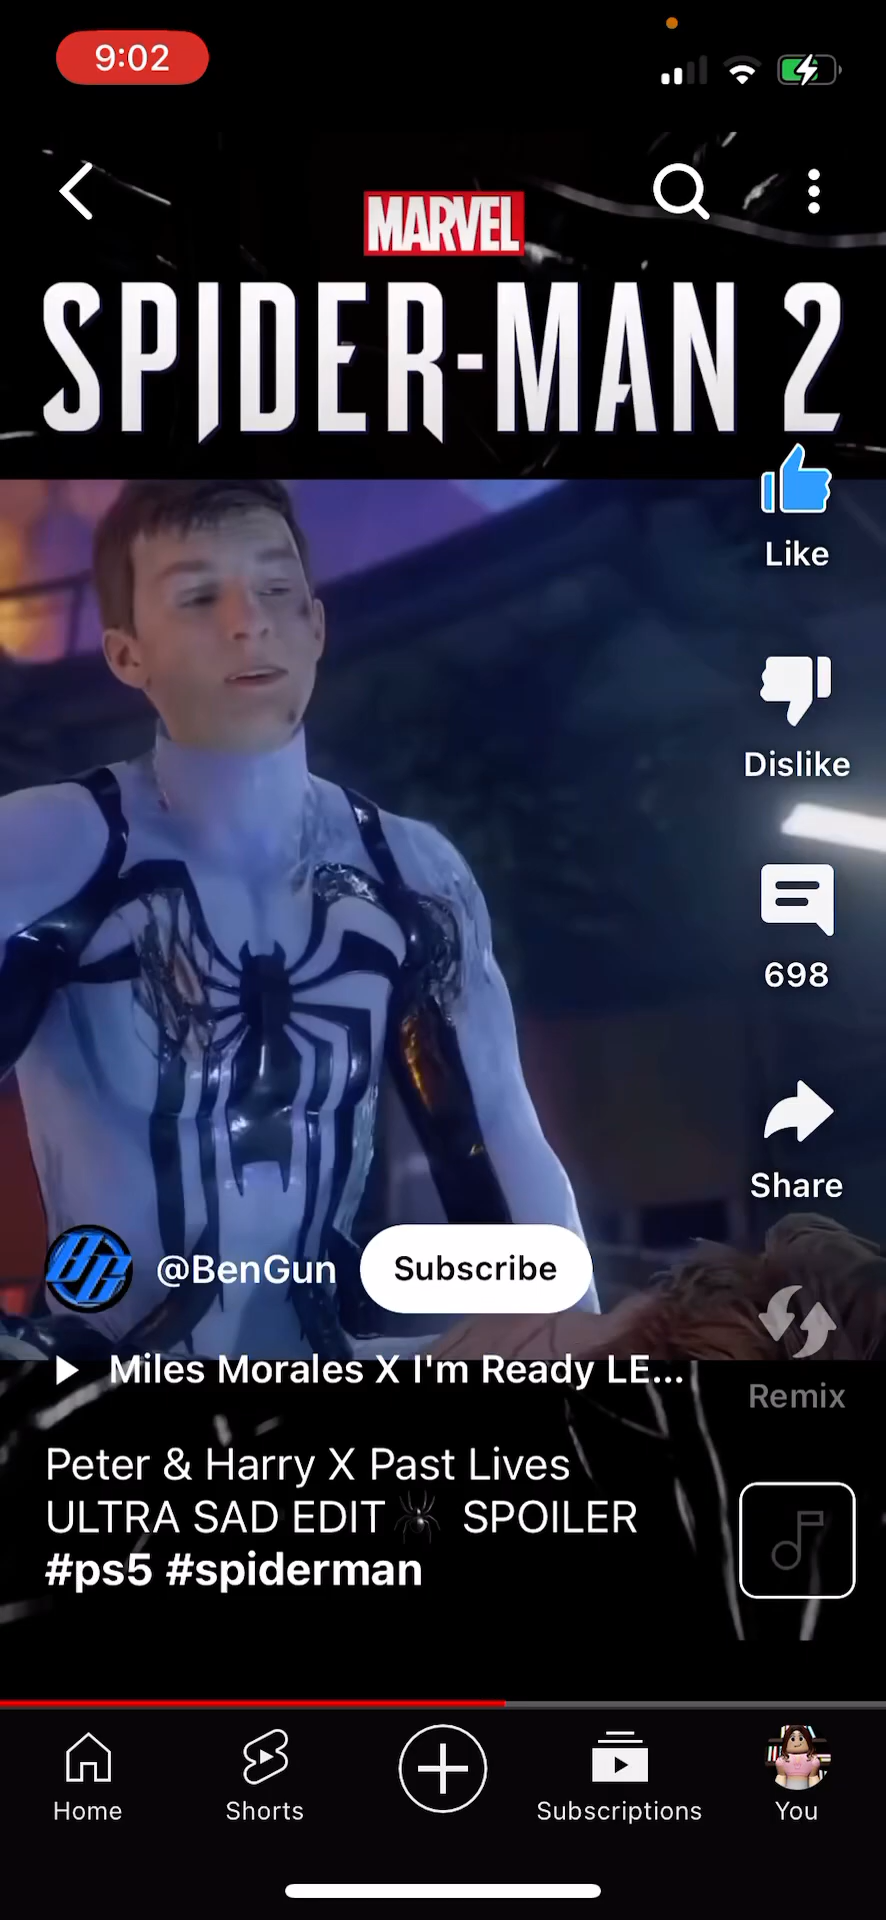 9:02
MARVEL
SPIDER-MAN 2
Like
Dislike
698
Share
@BenGun
Subscribe
Miles Morales X I'm Ready LE...
Remix
Peter & Harry X Past Lives
ULTRA SAD EDIT🕷️ SPOILER
#ps5 #spiderman
Home
Shorts
Subscriptions
You